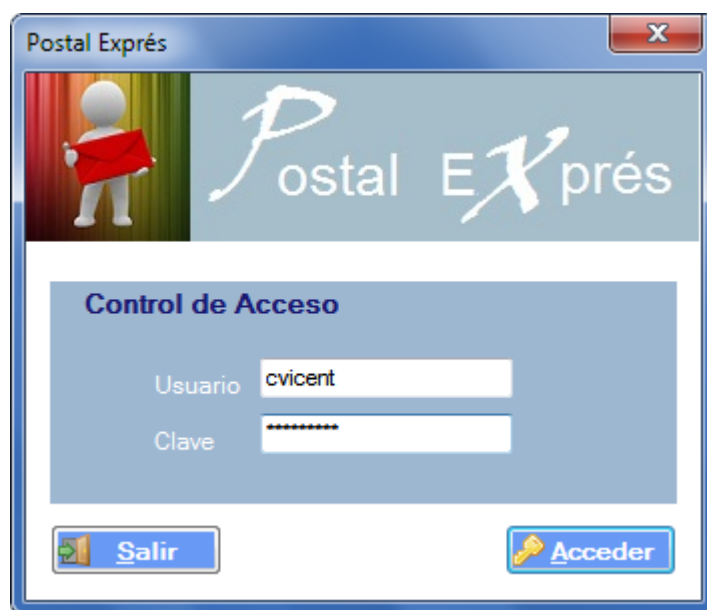 Postal Exprés
Postal EXprés
Control de Acceso
Usuario cvicent
Clave *********
Salir
Acceder